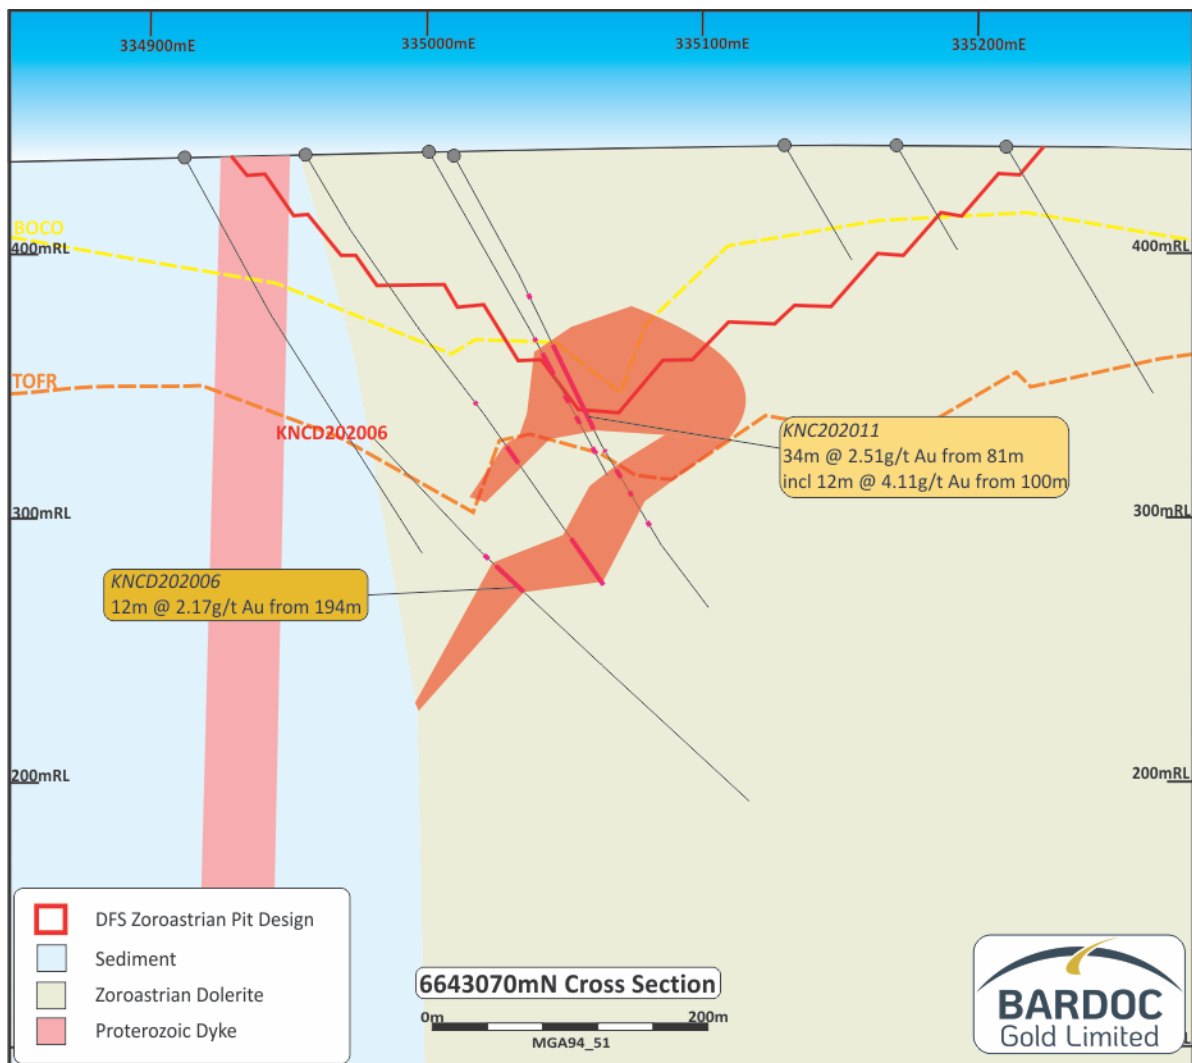 334900mE
335000mE
335100mE
335200mE
BOCO
400mRL
400mRL
TOFR
KNCD202006
KNC202011
34m @ 2.51g/t Au from 81m
incl 12m @ 4.11g/t Au from 100m
300mRL
300mRL
KNCD202006
12m @ 2.17g/t Au from 194m
200mRL
200mRL
DFS Zoroastrian Pit Design
Sediment
Zoroastrian Dolerite
Proterozoic Dyke
6643070mN Cross Section
0m
200m
MGA94_51
BARDOC
Gold Limited